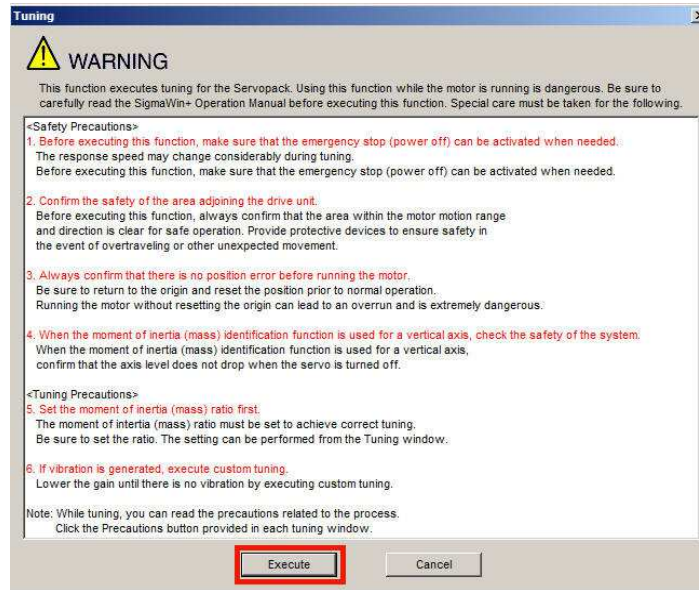 Tuning
WARNING
This function executes tuning for the Servopack. Using this function while the motor is running is dangerous. Be sure to
carefully read the SigmaWin+ Operation Manual before executing this function. Special care must be taken for the following.
<Safety Precautions>
1. Before executing this function, make sure that the emergency stop (power off) can be activated when needed.
The response speed may change considerably during tuning.
Before executing this function, make sure that the emergency stop (power off) can be activated when needed.
2. Confirm the safety of the area adjoining the drive unit.
Before executing this function, always confirm that the area within the motor motion range
and direction is clear for safe operation. Provide protective devices to ensure safety in
the event of overtraveling or other unexpected movement.
3. Always confirm that there is no position error before running the motor.
Be sure to return to the origin and reset the position prior to normal operation.
Running the motor without resetting the origin can lead to an overrun and is extremely dangerous.
4. When the moment of inertia (mass) identification function is used for a vertical axis, check the safety of the system.
When the moment of inertia (mass) identification function is used for a vertical axis,
confirm that the axis level does not drop when the servo is turned off.
<Tuning Precautions>
5. Set the moment of inertia (mass) ratio first.
The moment of intertia (mass) ratio must be set to achieve correct tuning.
Be sure to set the ratio. The setting can be performed from the Tuning window.
6. If vibration is generated, execute custom tuning.
Lower the gain until there is no vibration by executing custom tuning.
Note: While tuning, you can read the precautions related to the process.
Click the Precautions button provided in each tuning window.
Execute
Cancel